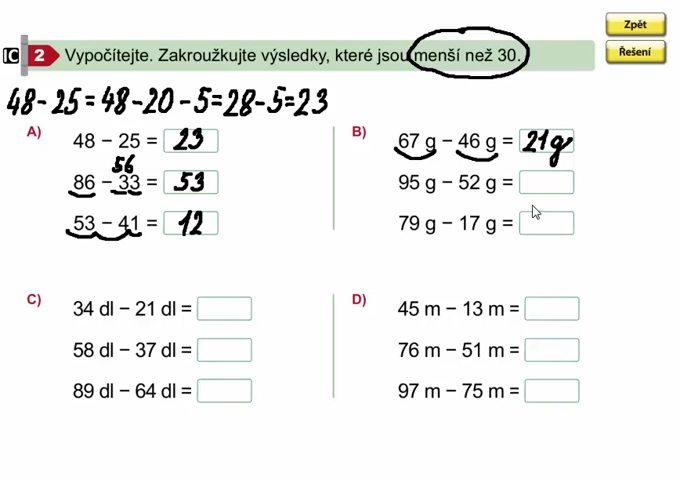 Zpět
2 Vypočítejte. Zakroužkujte výsledky, které jsou menší než 30.
Řešení
48-25=48-20-5=28-5=23
A)
48 − 25 = 23
56
86 − 33 = 53
53 − 41 = 12
B)
67 g − 46 g = 21g
95 g − 52 g =
79 g − 17 g =
C)
34 dl − 21 dl =
58 dl − 37 dl =
89 dl − 64 dl =
D)
45 m − 13 m =
76 m − 51 m =
97 m − 75 m =